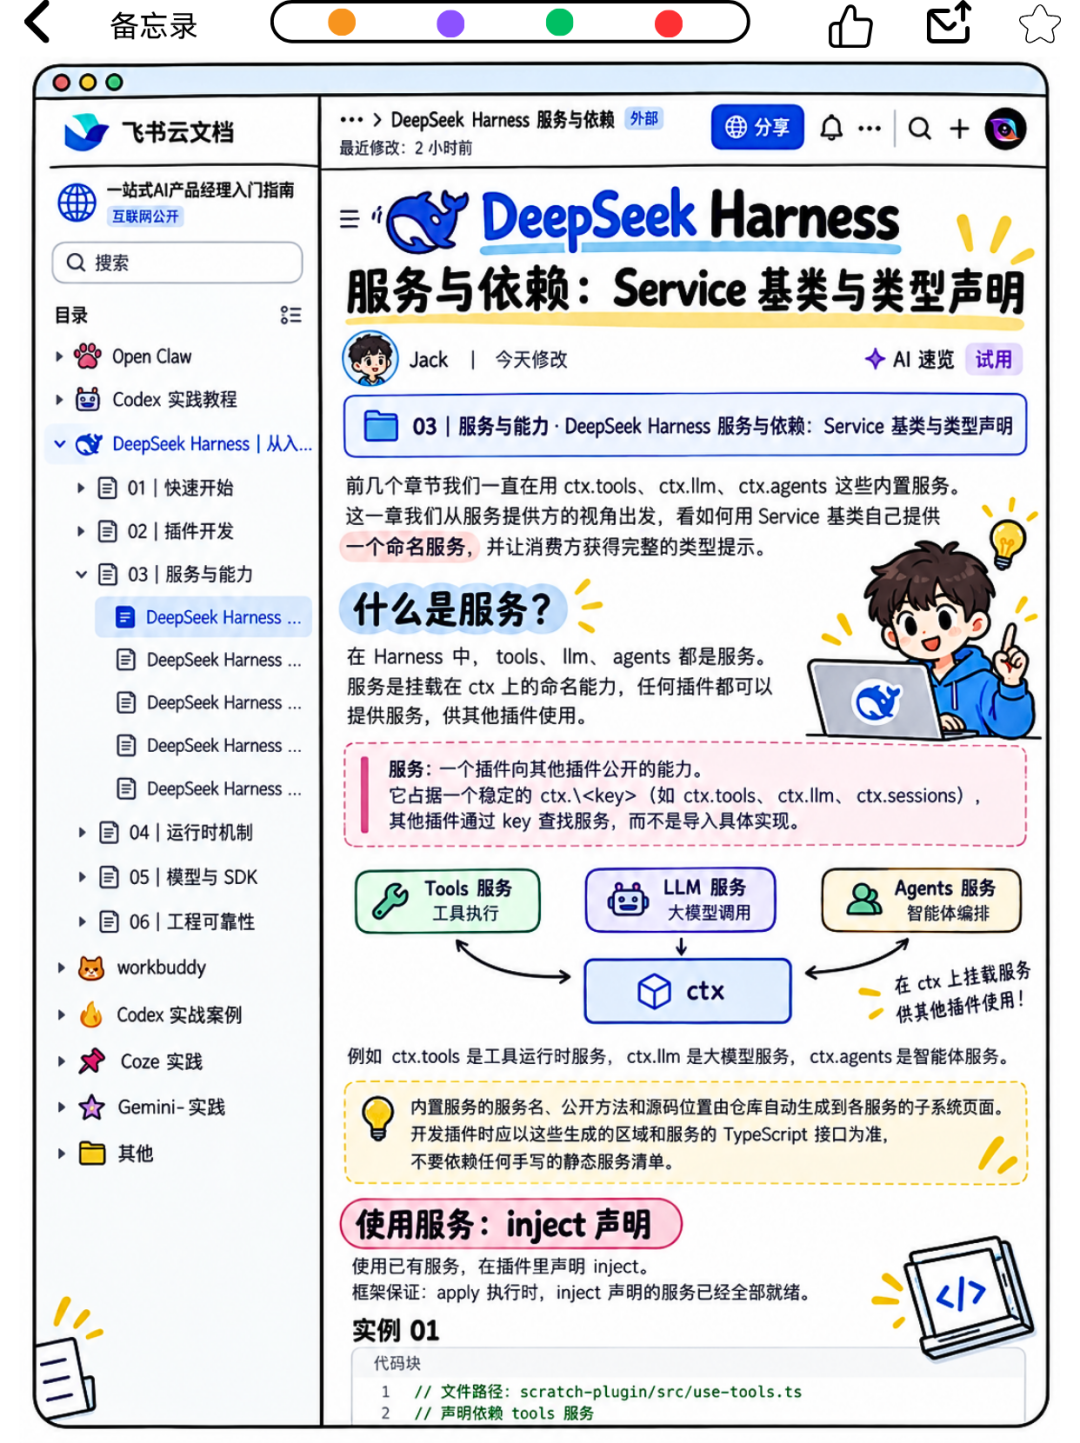 备忘录
飞书云文档
一站式AI产品经理入门指南
互联网公开
搜索
目录
Open Claw
Codex 实践教程
DeepSeek Harness | 从入...
01 | 快速开始
02 | 插件开发
03 | 服务与能力
DeepSeek Harness ...
DeepSeek Harness ...
DeepSeek Harness ...
DeepSeek Harness ...
DeepSeek Harness ...
04 | 运行时机制
05 | 模型与 SDK
06 | 工程可靠性
workbuddy
Codex 实战案例
Coze 实践
Gemini-实践
其他
••• > DeepSeek Harness 服务与依赖 外部
分享
最近修改：2 小时前
DeepSeek Harness
服务与依赖：Service 基类与类型声明
Jack | 今天修改
AI 速览 试用
03 | 服务与能力 · DeepSeek Harness 服务与依赖：Service 基类与类型声明
前几个章节我们一直在用 ctx.tools、ctx.llm、ctx.agents 这些内置服务。
这一章我们从服务提供方的视角出发，看如何用 Service 基类自己提供
一个命名服务，并让消费方获得完整的类型提示。
什么是服务？
在 Harness 中，tools、llm、agents 都是服务。
服务是挂载在 ctx 上的命名能力，任何插件都可以
提供服务，供其他插件使用。
服务：一个插件向其他插件公开的能力。
它占据一个稳定的 ctx.\<key>（如 ctx.tools、ctx.llm、ctx.sessions），
其他插件通过 key 查找服务，而不是导入具体实现。
Tools 服务
工具执行
LLM 服务
大模型调用
Agents 服务
智能体编排
ctx
在 ctx 上挂载服务
供其他插件使用！
例如 ctx.tools 是工具运行时服务，ctx.llm 是大模型服务，ctx.agents 是智能体服务。
内置服务的服务名、公开方法和源码位置由仓库自动生成到各服务的子系统页面。
开发插件时应以这些生成的区域和服务的 TypeScript 接口为准，
不要依赖任何手写的静态服务清单。
使用服务：inject 声明
使用已有服务，在插件里声明 inject。
框架保证：apply 执行时，inject 声明的服务已经全部就绪。
</>
实例 01
代码块
1 // 文件路径：scratch-plugin/src/use-tools.ts
2 // 声明依赖 tools 服务